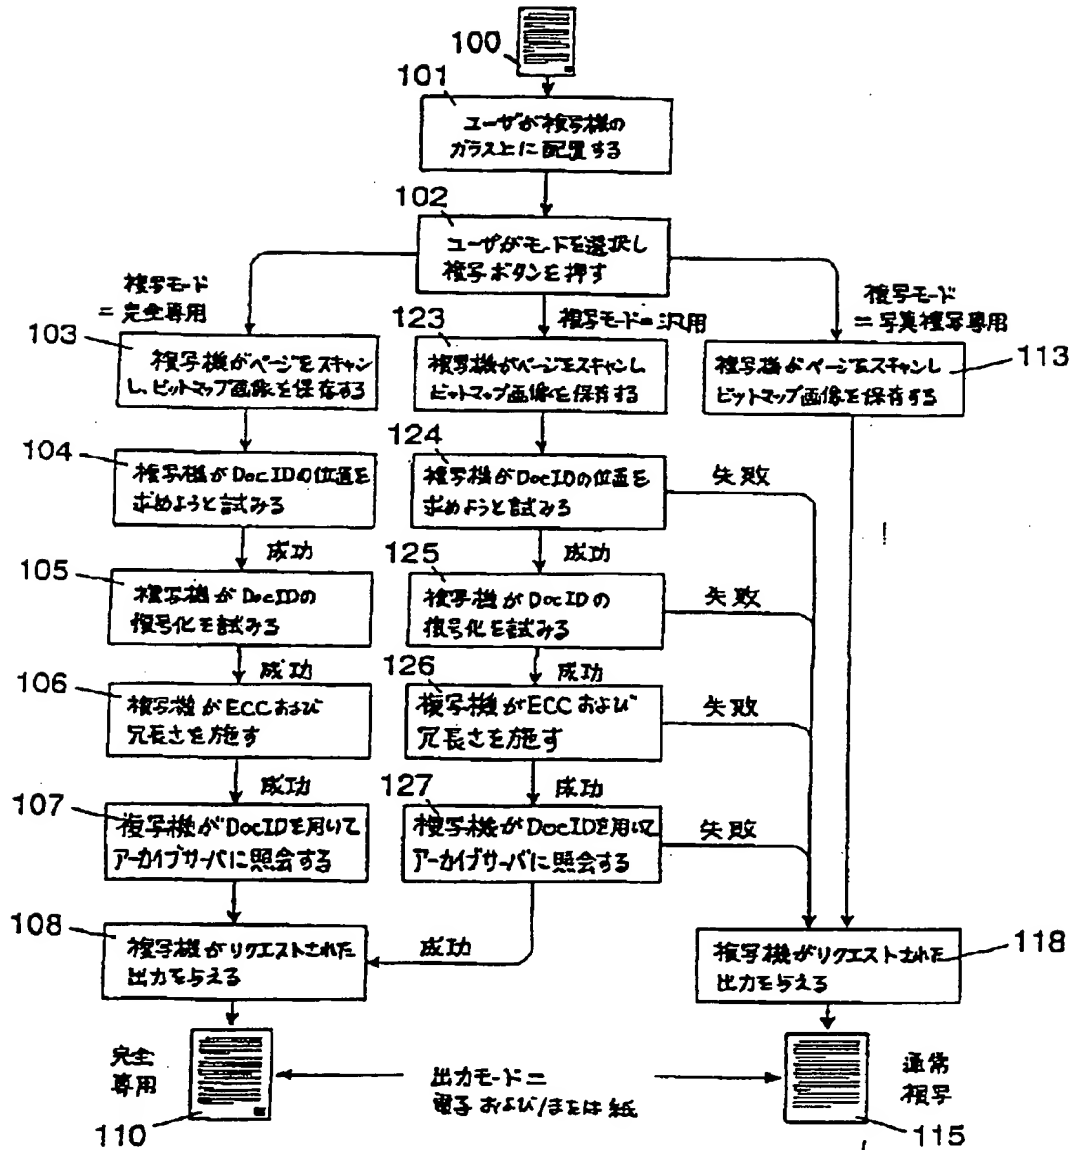 100
101
ユーザが複写機の
ガラス上に配置する
102
ユーザがモードを選択し
複写ボタンを押す
複写モード
＝完全専用
複写モード＝汎用
複写モード
＝写真複写専用
103
複写機がページをスキャン
し、ビットマップ画像を保存する
123
複写機がページをスキャンし
ビットマップ画像を保存する
113
複写機がページをスキャンし
ビットマップ画像を保存する
104
複写機がDocIDの位置を
求めようと試みる
124
複写機がDocIDの位置を
求めようと試みる
失敗
成功
成功
105
複写機がDocIDの
復号化を試みる
125
複写機がDocIDの
復号化を試みる
失敗
成功
成功
106
複写機がECCおよび
冗長さを施す
126
複写機がECCおよび
冗長さを施す
失敗
成功
成功
107
複写機がDocIDを用いて
アーカイブサーバに照会する
127
複写機がDocIDを用いて
アーカイブサーバに照会する
失敗
108
複写機がリクエストされた
出力を与える
成功
118
複写機がリクエストされた
出力を与える
完全
専用
110
出力モード＝
電子および/または紙
通常
複写
115